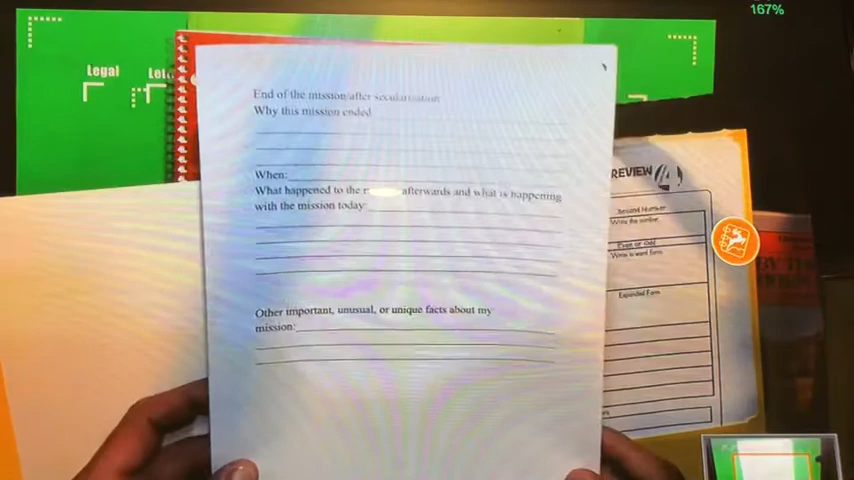 167%
Legal
End of the mission/after secularization
Why this mission ended
When:
What happened to the afterwards and what is happening
with the mission today:
Other important, unusual, or unique facts about my
mission:
REVIEW
Second Number
Write the number.
Even or Odd
Write in word form
Expanded Form